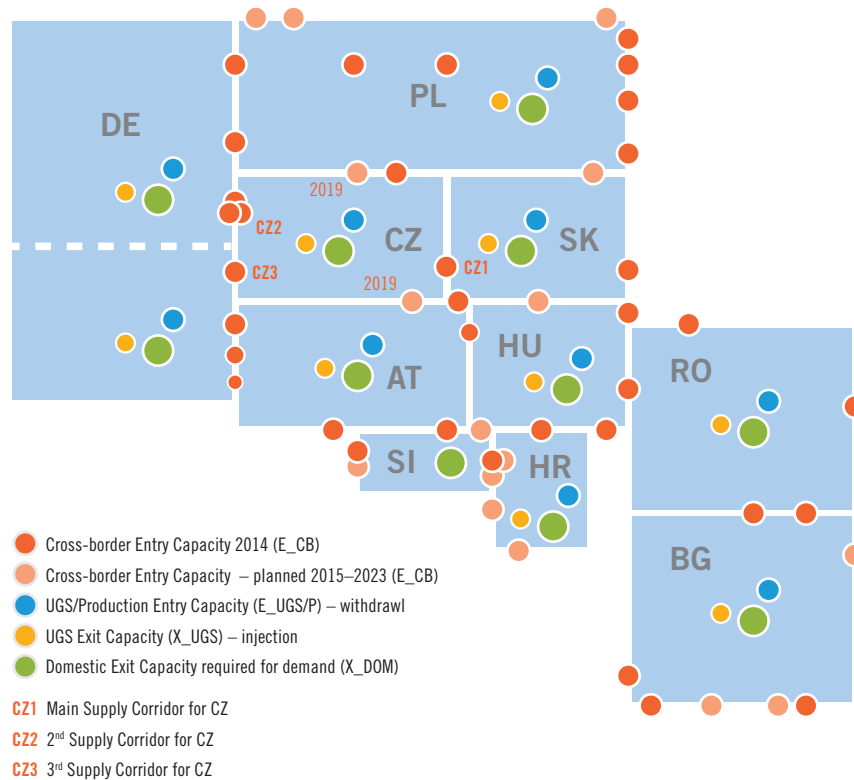 PL
DE
2019
CZ2
CZ
SK
CZ3
CZ1
2019
HU
AT
RO
SI
HR
Cross-border Entry Capacity 2014 (E_CB)
BG
Cross-border Entry Capacity – planned 2015–2023 (E_CB)
UGS/Production Entry Capacity (E_UGS/P) – withdrawl
UGS Exit Capacity (X_UGS) – injection
Domestic Exit Capacity required for demand (X_DOM)
CZ1 Main Supply Corridor for CZ
CZ2 2nd Supply Corridor for CZ
CZ3 3rd Supply Corridor for CZ